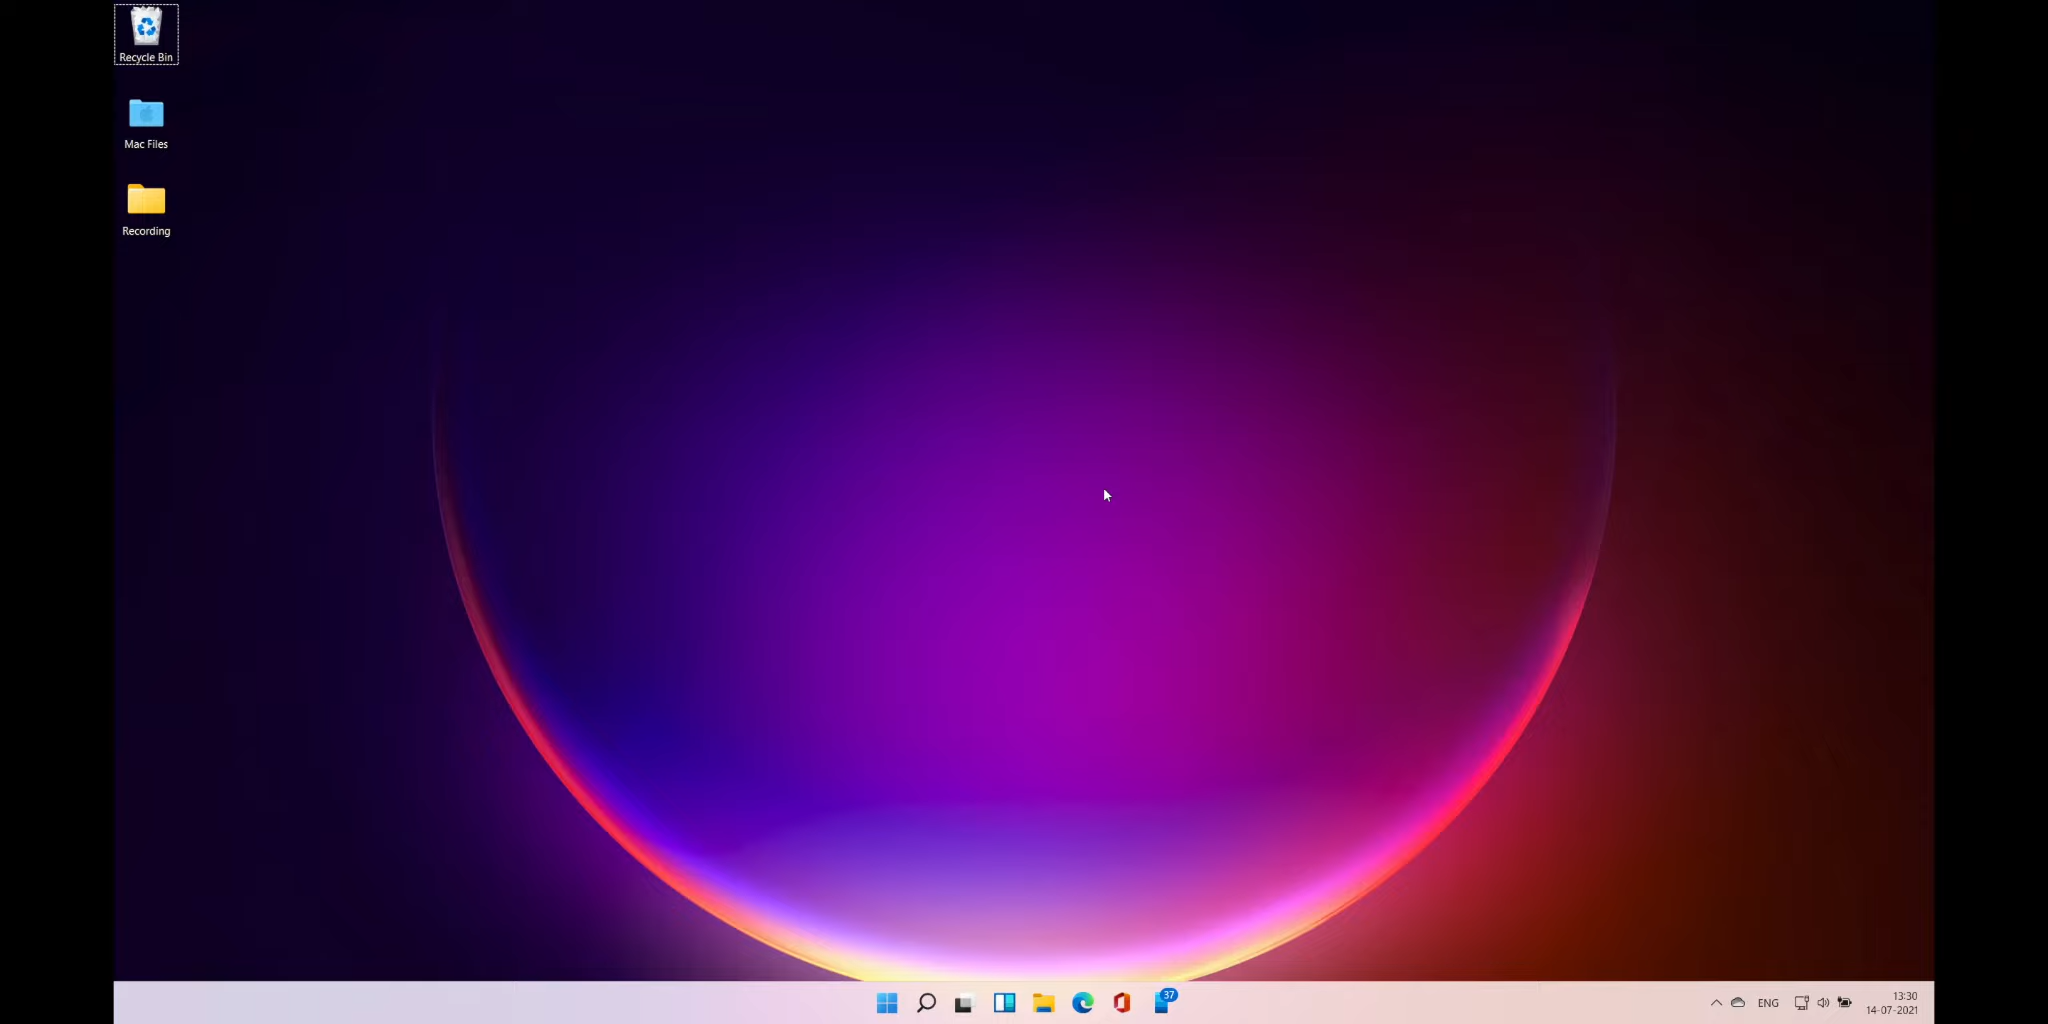 Recycle Bin
Mac Files
Recording
37
ENG
13:30
14-07-2021